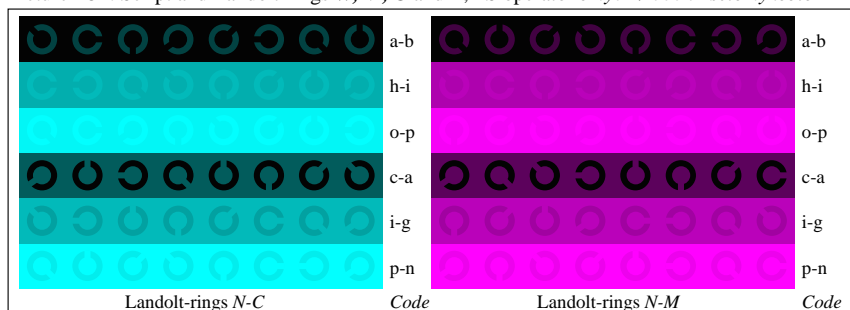 a-b a-b
h-i h-i
o-p o-p
c-a c-a
i-g i-g
p-n p-n
Landolt-rings N-C Code Landolt-rings N-M Code